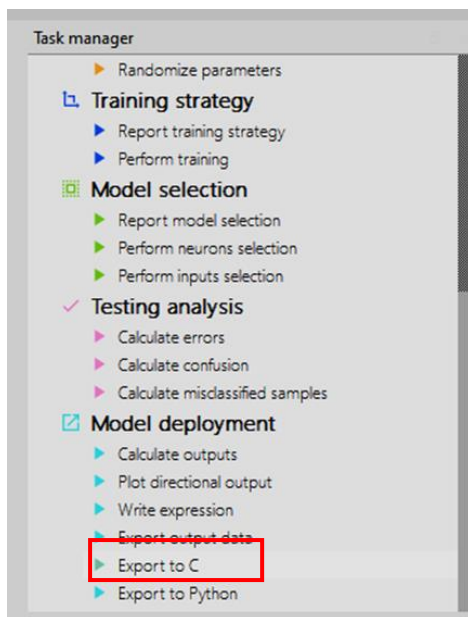 Task manager
Randomize parameters
Training strategy
Report training strategy
Perform training
Model selection
Report model selection
Perform neurons selection
Perform inputs selection
Testing analysis
Calculate errors
Calculate confusion
Calculate misclassified samples
Model deployment
Calculate outputs
Plot directional output
Write expression
Export output data
Export to C
Export to Python